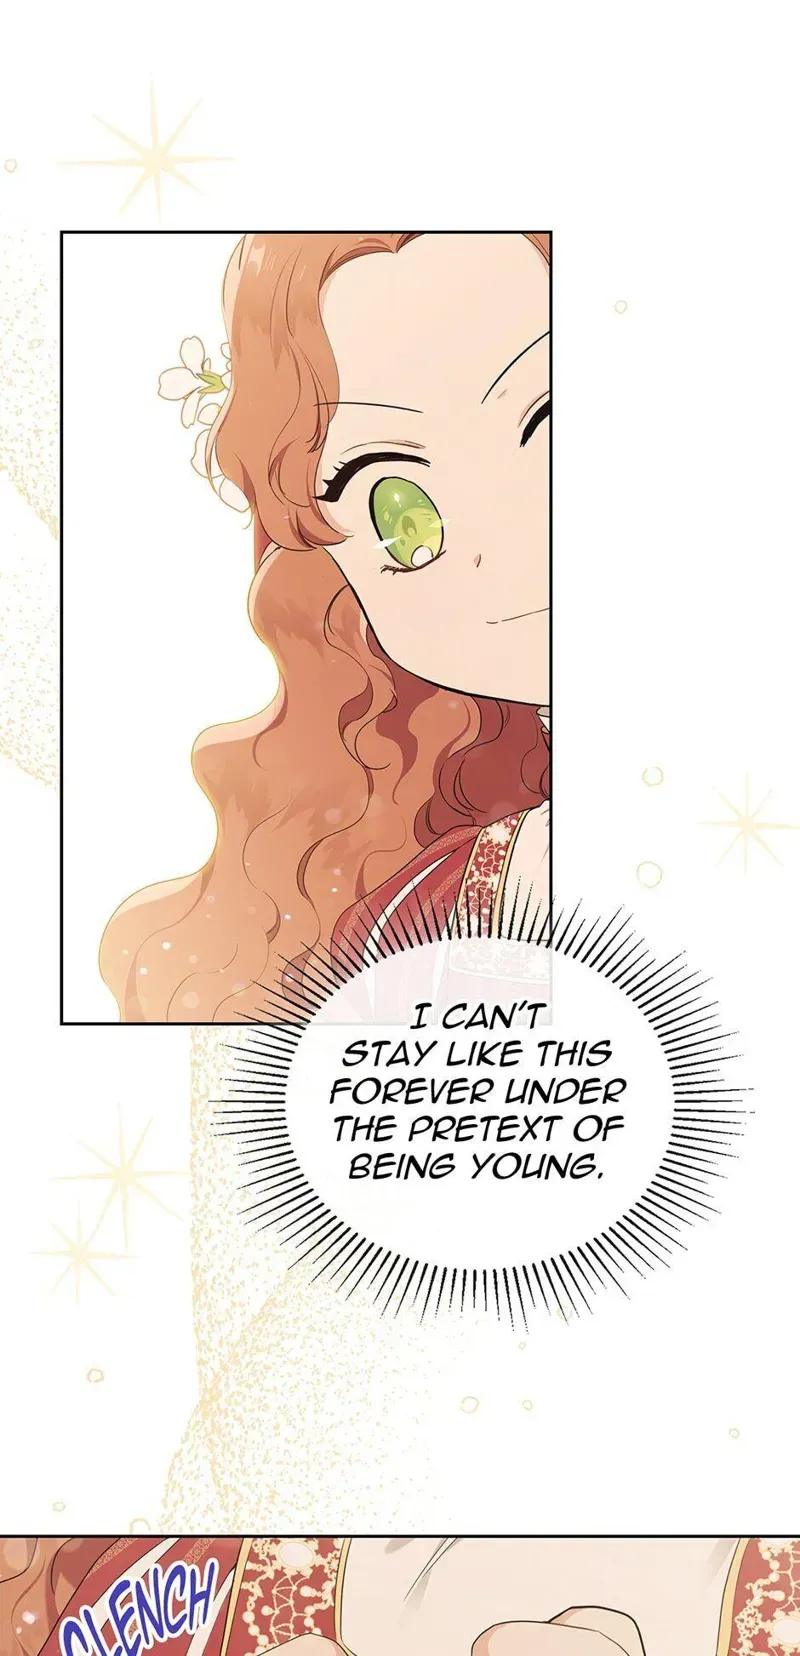 I CAN'T
STAY LIKE THIS
FOREVER UNDER
THE PRETEXT OF
BEING YOUNG.
CLENCH